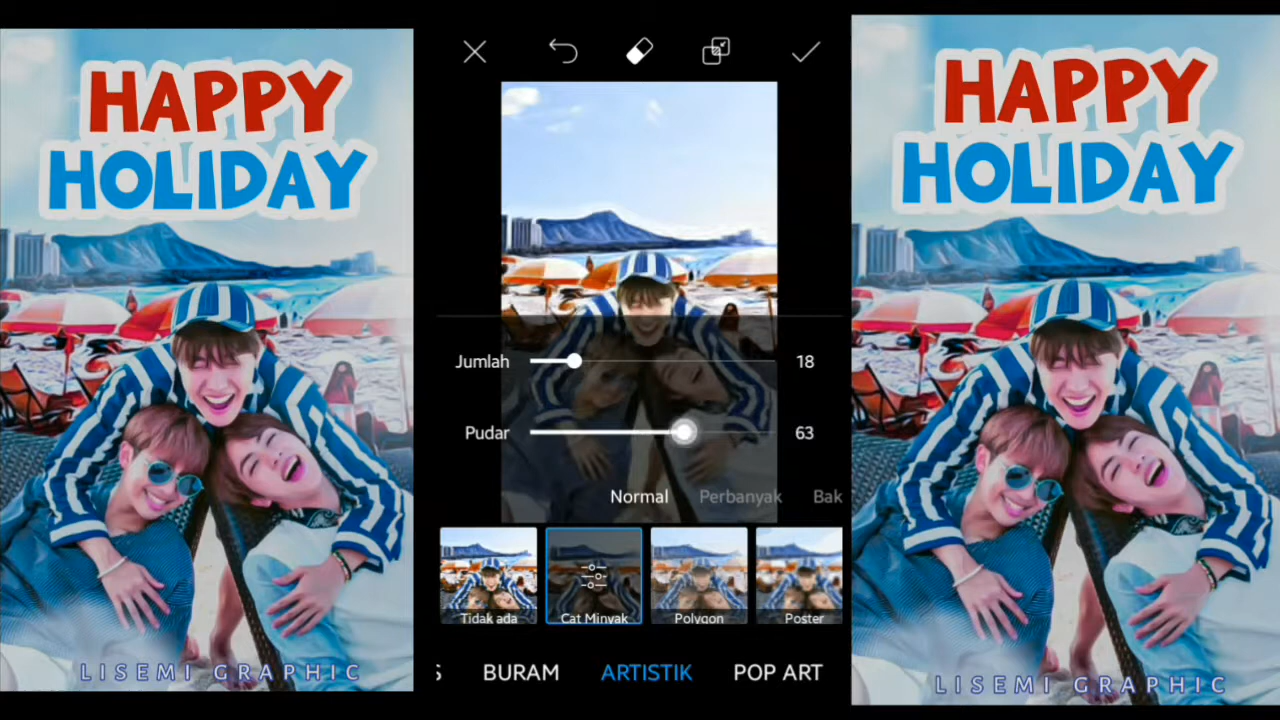 HAPPY
HOLIDAY
LISEMI GRAPHIC
Jumlah 18
Pudar 63
Normal Perbanyak Bak
Tidak ada Cat Minyak Polygon Poster
S BURAM ARTISTIK POP ART
HAPPY
HOLIDAY
LISEMI GRAPHIC